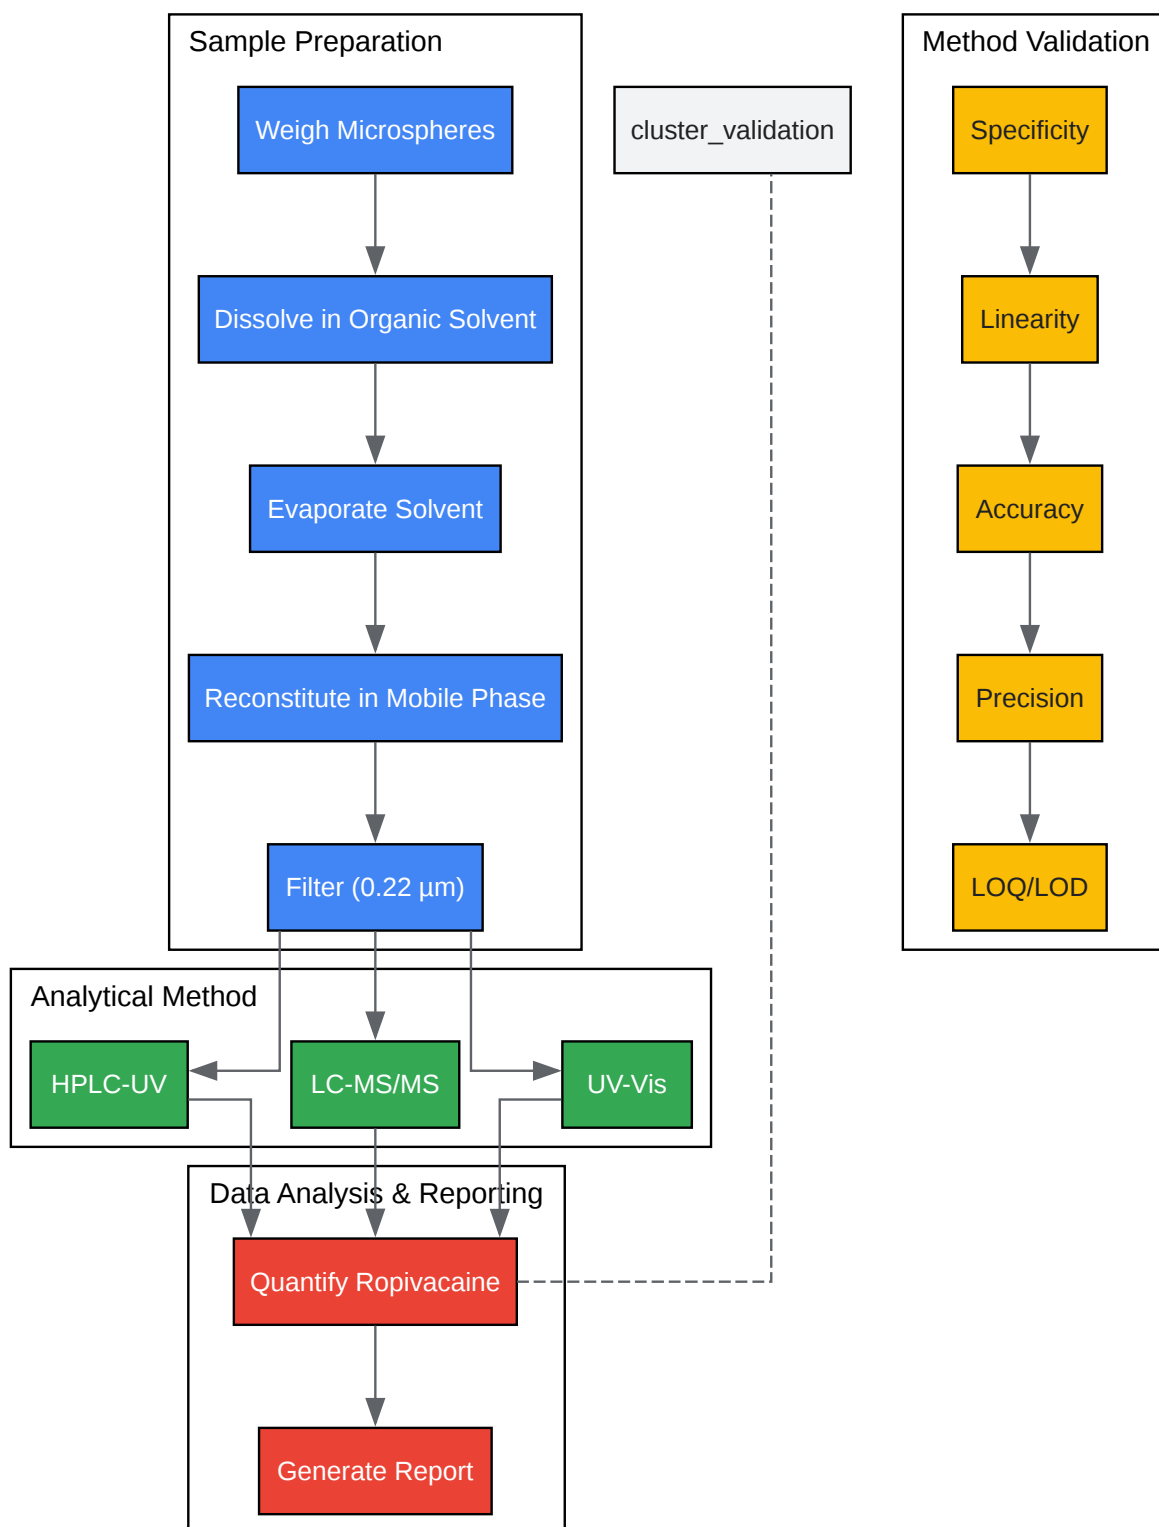 Sample Preparation
Weigh Microspheres
Dissolve in Organic Solvent
Evaporate Solvent
Reconstitute in Mobile Phase
Filter (0.22 µm)
cluster_validation
Method Validation
Specificity
Linearity
Accuracy
Precision
LOQ/LOD
Analytical Method
HPLC-UV
LC-MS/MS
UV-Vis
Data Analysis & Reporting
Quantify Ropivacaine
Generate Report